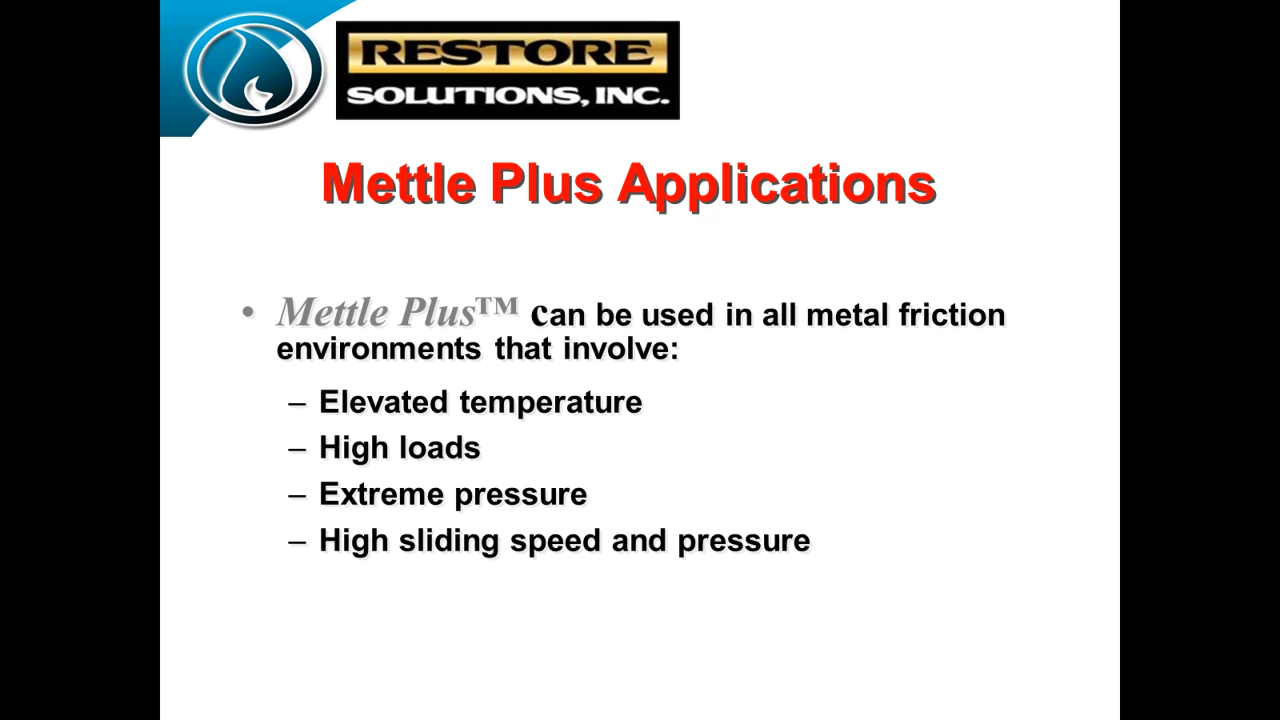 RESTORE
SOLUTIONS, INC.
Mettle Plus Applications
• Mettle Plus™ can be used in all metal friction
environments that involve:
– Elevated temperature
– High loads
– Extreme pressure
– High sliding speed and pressure